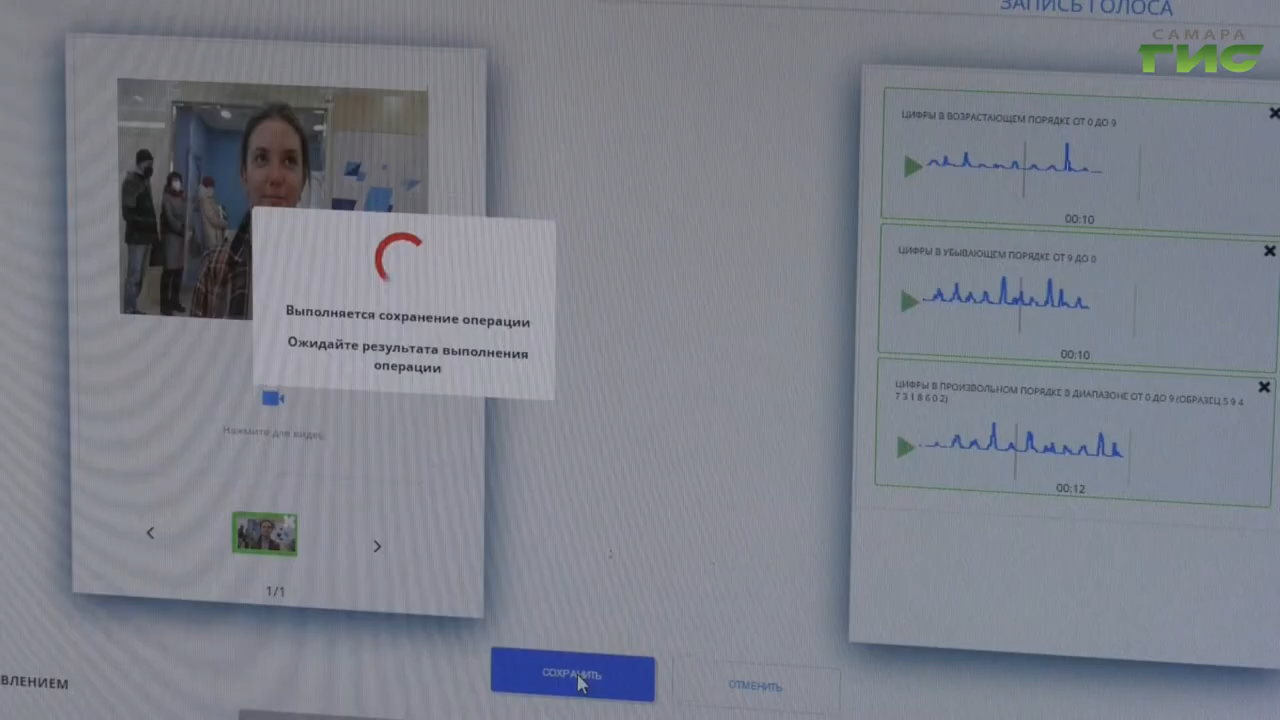 ЗАПИСЬ ГОЛОСА
САМАРА
ГИС
ЦИФРЫ В ВОЗРАСТАЮЩЕМ ПОРЯДКЕ ОТ 0 ДО 9
00:10
ЦИФРЫ В УБЫВАЮЩЕМ ПОРЯДКЕ ОТ 9 ДО 0
00:10
ЦИФРЫ В ПРОИЗВОЛЬНОМ ПОРЯДКЕ В ДИАПАЗОНЕ ОТ 0 ДО 9 (ОБРАЗЕЦ 5 9 4
7 3 1 8 6 0 2)
00:12
Выполняется сохранение операции
Ожидайте результата выполнения
операции
Нажмите для видео
1/1
СОХРАНИТЬ
ОТМЕНИТЬ
ВЛЕНИЕМ